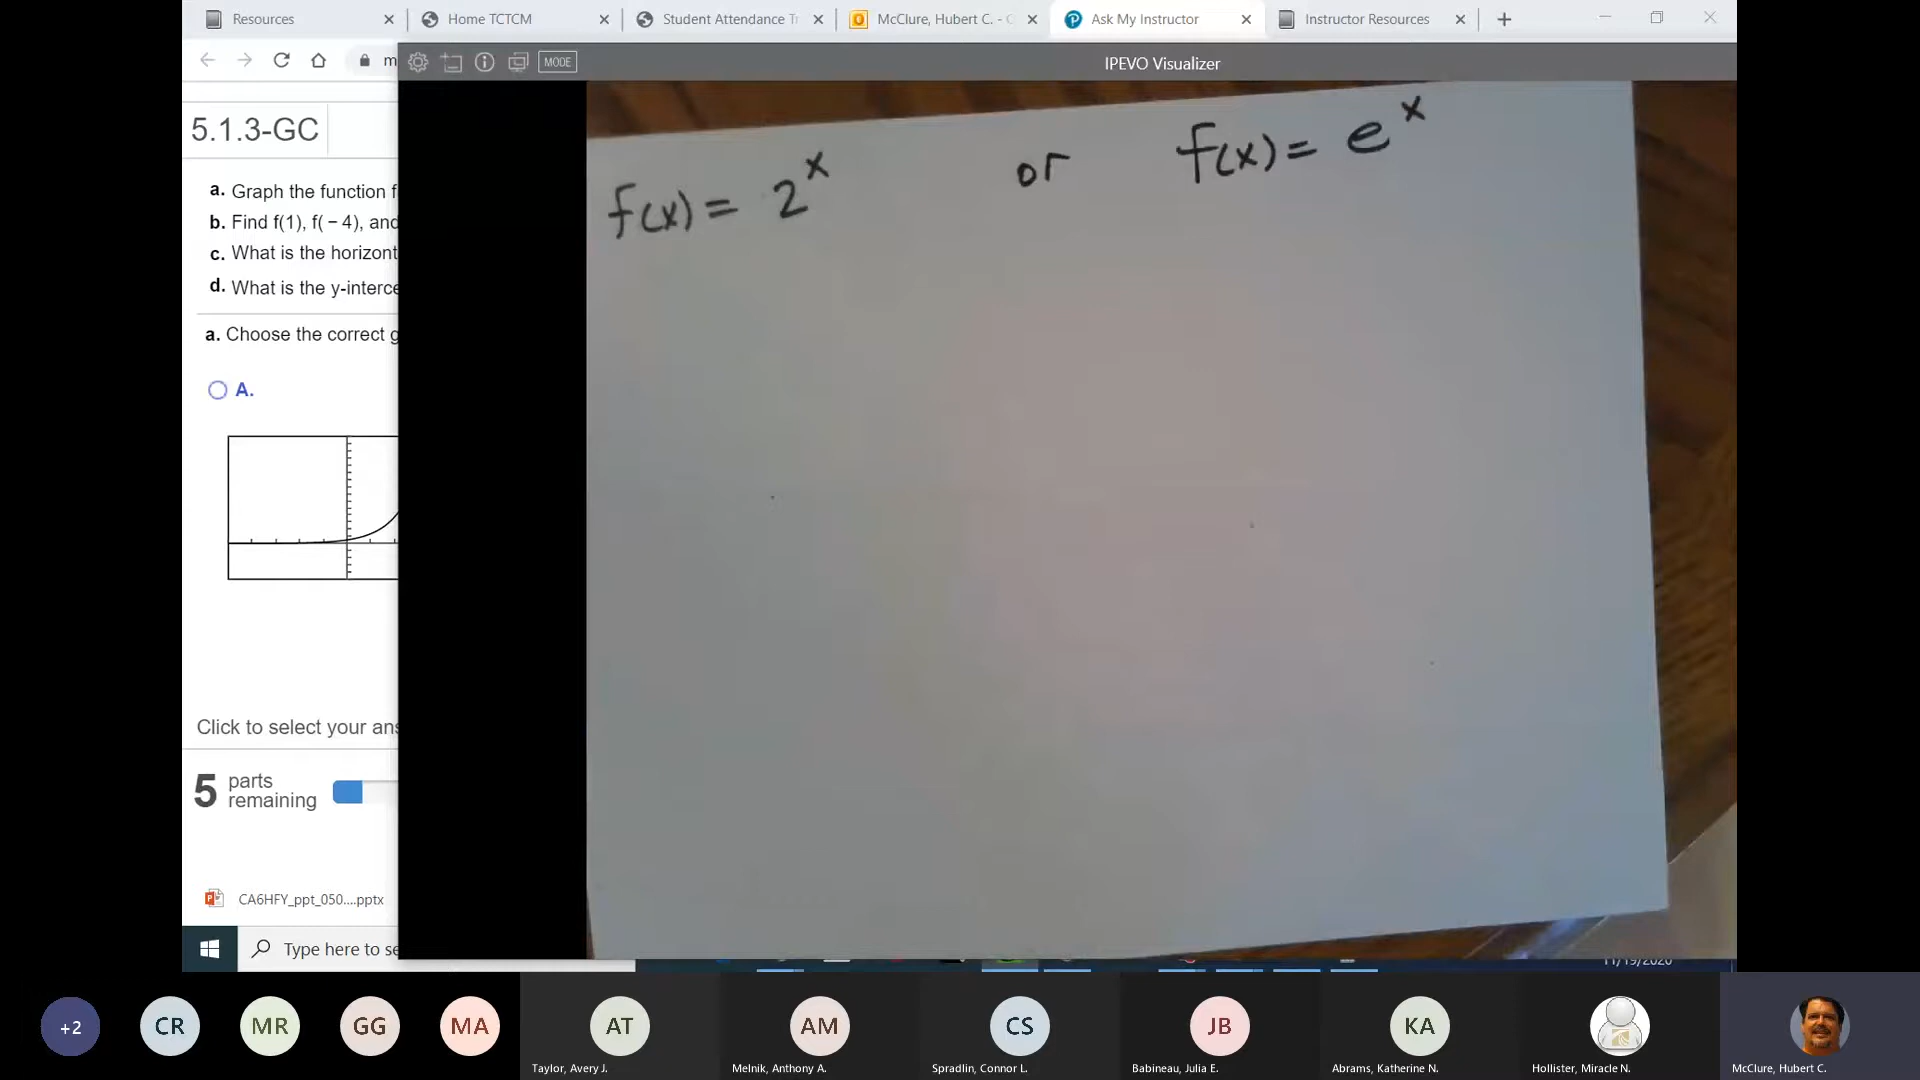 Resources
Home TCTCM
Student Attendance Tr
McClure, Hubert C. - O
Ask My Instructor
Instructor Resources
m
MODE
IPEVO Visualizer
5.1.3-GC
a. Graph the function f
b. Find f(1), f( − 4), and
c. What is the horizont
d. What is the y-interce
a. Choose the correct g
A.
f(x) = 2^x or f(x) = e^x
Click to select your ans
5 parts remaining
CA6HFY_ppt_050....pptx
Type here to se
11/19/2020
+2
CR
MR
GG
MA
AT
AM
CS
JB
KA
Taylor, Avery J.
Melnik, Anthony A.
Spradlin, Connor L.
Babineau, Julia E.
Abrams, Katherine N.
Hollister, Miracle N.
McClure, Hubert C.